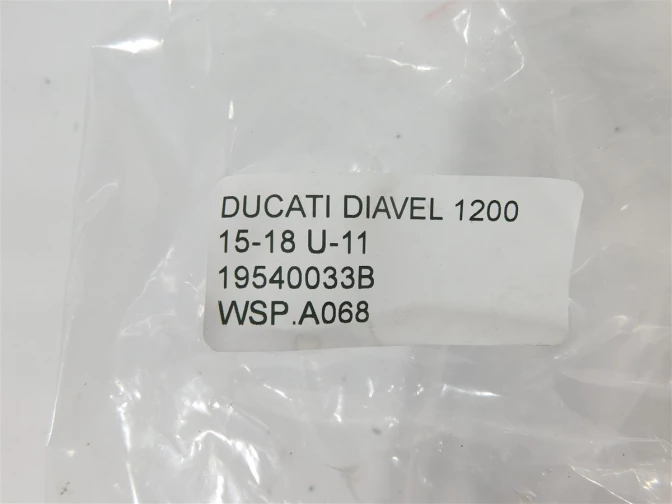 DUCATI DIAVEL 1200
15-18 U-11
19540033B
WSP.A068